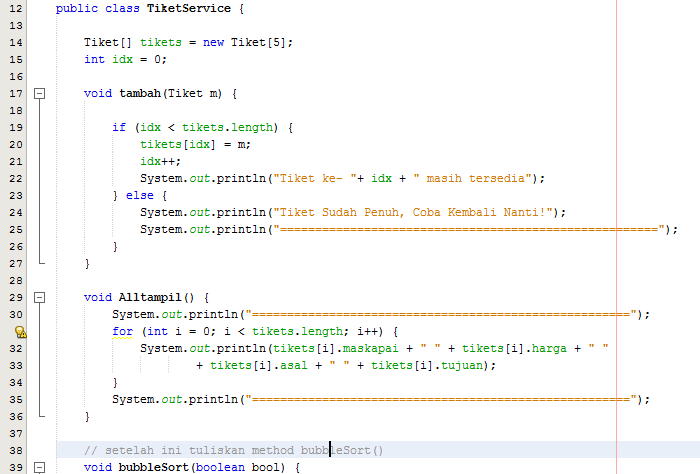 12 public class TiketService {
13
14 Tiket[] tikets = new Tiket[5];
15 int idx = 0;
16
17 void tambah(Tiket m) {
18
19 if (idx < tikets.length) {
20 tikets[idx] = m;
21 idx++;
22 System.out.println("Tiket ke- "+ idx + " masih tersedia");
23 } else {
24 System.out.println("Tiket Sudah Penuh, Coba Kembali Nanti!");
25 System.out.println("======================================================");
26 }
27 }
28
29 void Alltampil() {
30 System.out.println("======================================================");
for (int i = 0; i < tikets.length; i++) {
32 System.out.println(tikets[i].maskapai + " " + tikets[i].harga + " "
33 + tikets[i].asal + " " + tikets[i].tujuan);
34 }
35 System.out.println("======================================================");
36 }
37
38 // setelah ini tuliskan method bubbleSort()
39 void bubbleSort(boolean bool) {